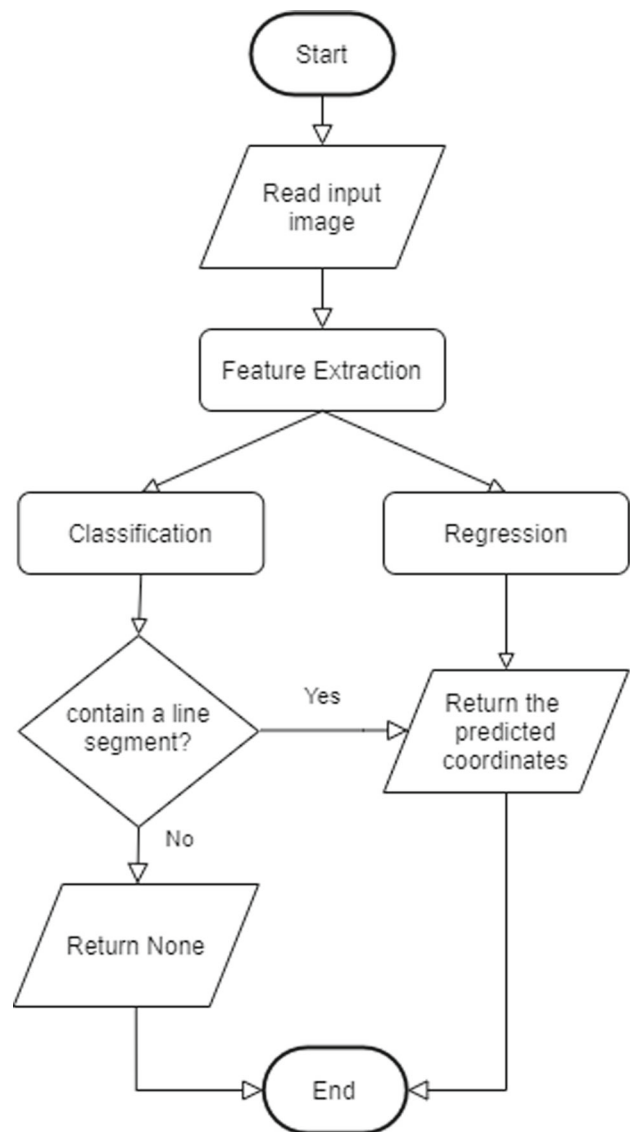 Start
Read input
image
Feature Extraction
Classification
Regression
contain a line
segment?
Yes
Return the
predicted
coordinates
No
Return None
End